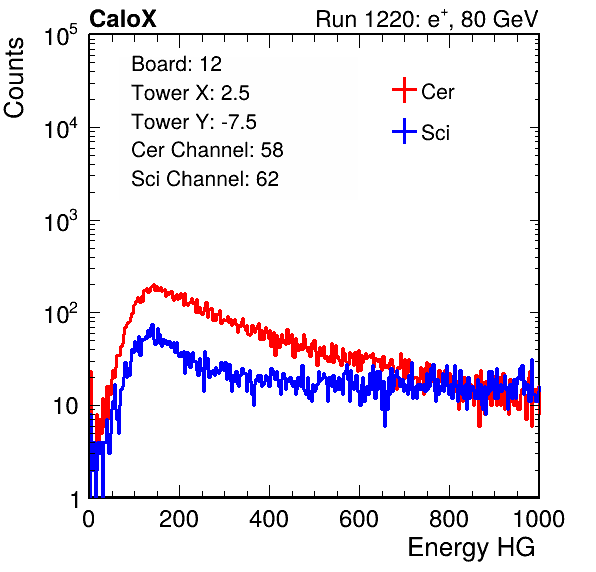 CaloX Run 1220: e⁺, 80 GeV
Counts
Board: 12
Tower X: 2.5
Tower Y: -7.5
Cer Channel: 58
Sci Channel: 62
Cer
Sci
10⁵
10⁴
10³
10²
10
1
0 200 400 600 800 1000
Energy HG